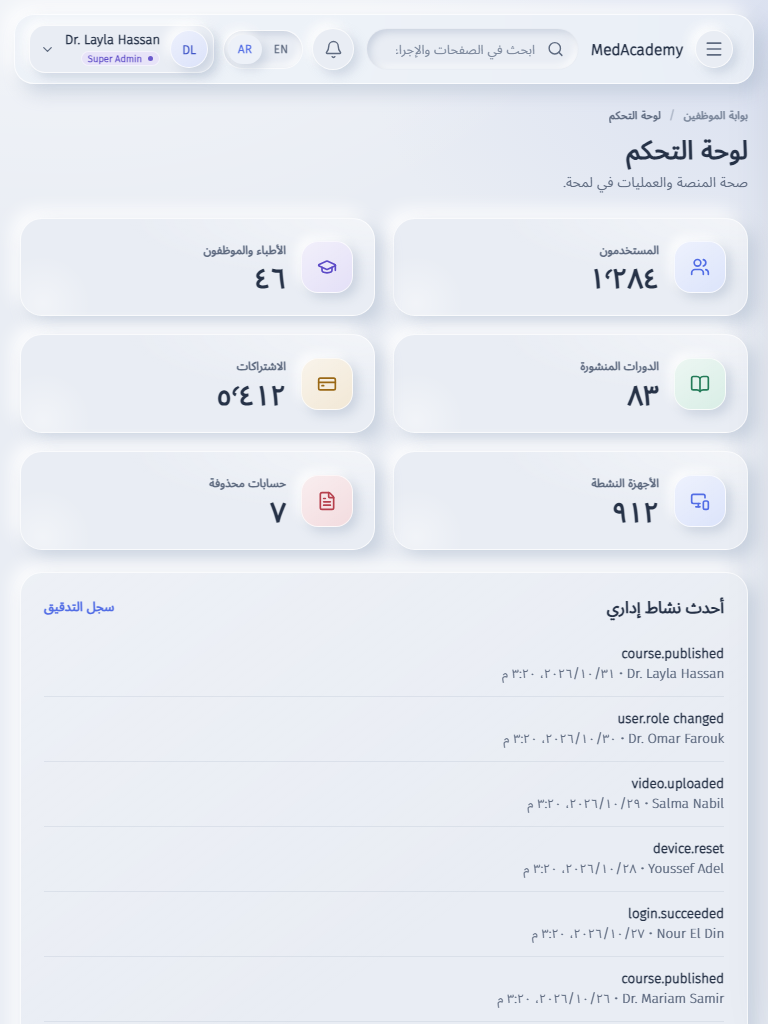 MedAcademy
ابحث في الصفحات والإجرا
EN
AR
DL
Dr. Layla Hassan
Super Admin
بوابة الموظفين / لوحة التحكم
لوحة التحكم
صحة المنصة والعمليات في لمحة.
المستخدمون
١٬٢٨٤
الأطباء والموظفون
٤٦
الدورات المنشورة
٨٣
الاشتراكات
٥٬٤١٢
الأجهزة النشطة
٩١٢
حسابات محذوفة
٧
أحدث نشاط إداري
سجل التدقيق
course.published
Dr. Layla Hassan • ٣١‏/١٠‏/٢٠٢٦، ٣:٢٠ م
user.role changed
Dr. Omar Farouk • ٣٠‏/١٠‏/٢٠٢٦، ٣:٢٠ م
video.uploaded
Salma Nabil • ٢٩‏/١٠‏/٢٠٢٦، ٣:٢٠ م
device.reset
Youssef Adel • ٢٨‏/١٠‏/٢٠٢٦، ٣:٢٠ م
login.succeeded
Nour El Din • ٢٧‏/١٠‏/٢٠٢٦، ٣:٢٠ م
course.published
Dr. Mariam Samir • ٢٦‏/١٠‏/٢٠٢٦، ٣:٢٠ م